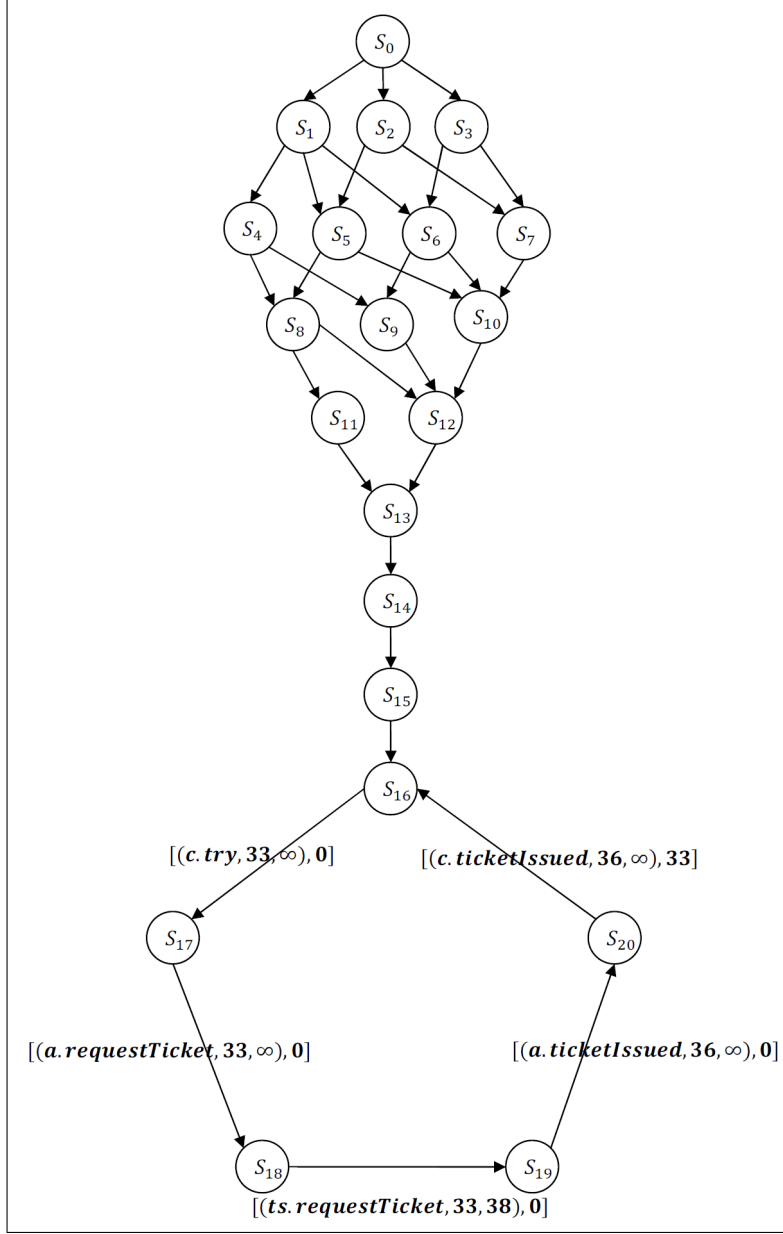 S0
S1 S2 S3
S4 S5 S6 S7
S8 S9 S10
S11 S12
S13
S14
S15
S16
[(c.try, 33, ∞), 0] [(c.ticketIssued, 36, ∞), 33]
S17 S20
[(a.requestTicket, 33, ∞), 0] [(a.ticketIssued, 36, ∞), 0]
S18 S19
[(ts.requestTicket, 33, 38), 0]